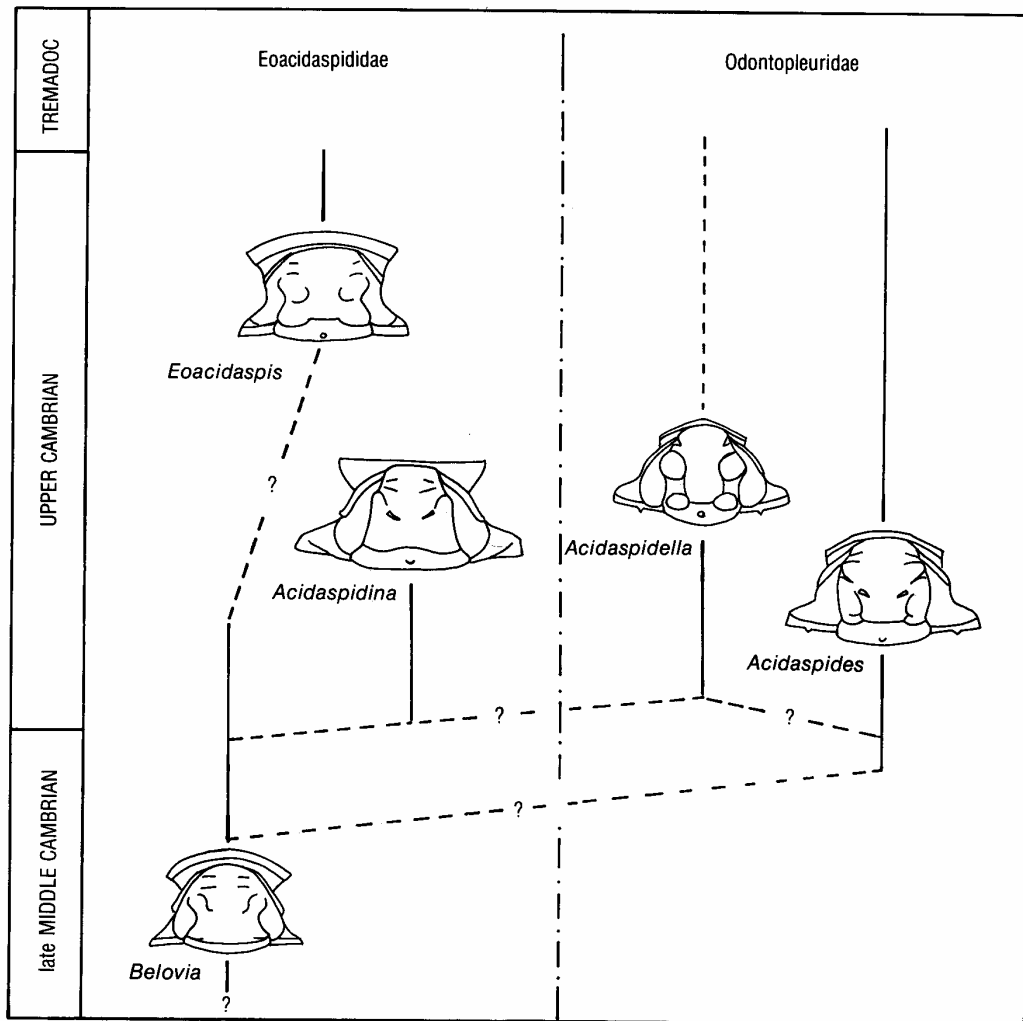 TREMADOC
Eoacidaspididae
Odontopleuridae
UPPER CAMBRIAN
Eoacidaspis
?
Acidaspidina
Acidaspidella
Acidaspides
?
?
?
late MIDDLE CAMBRIAN
Belovia
?